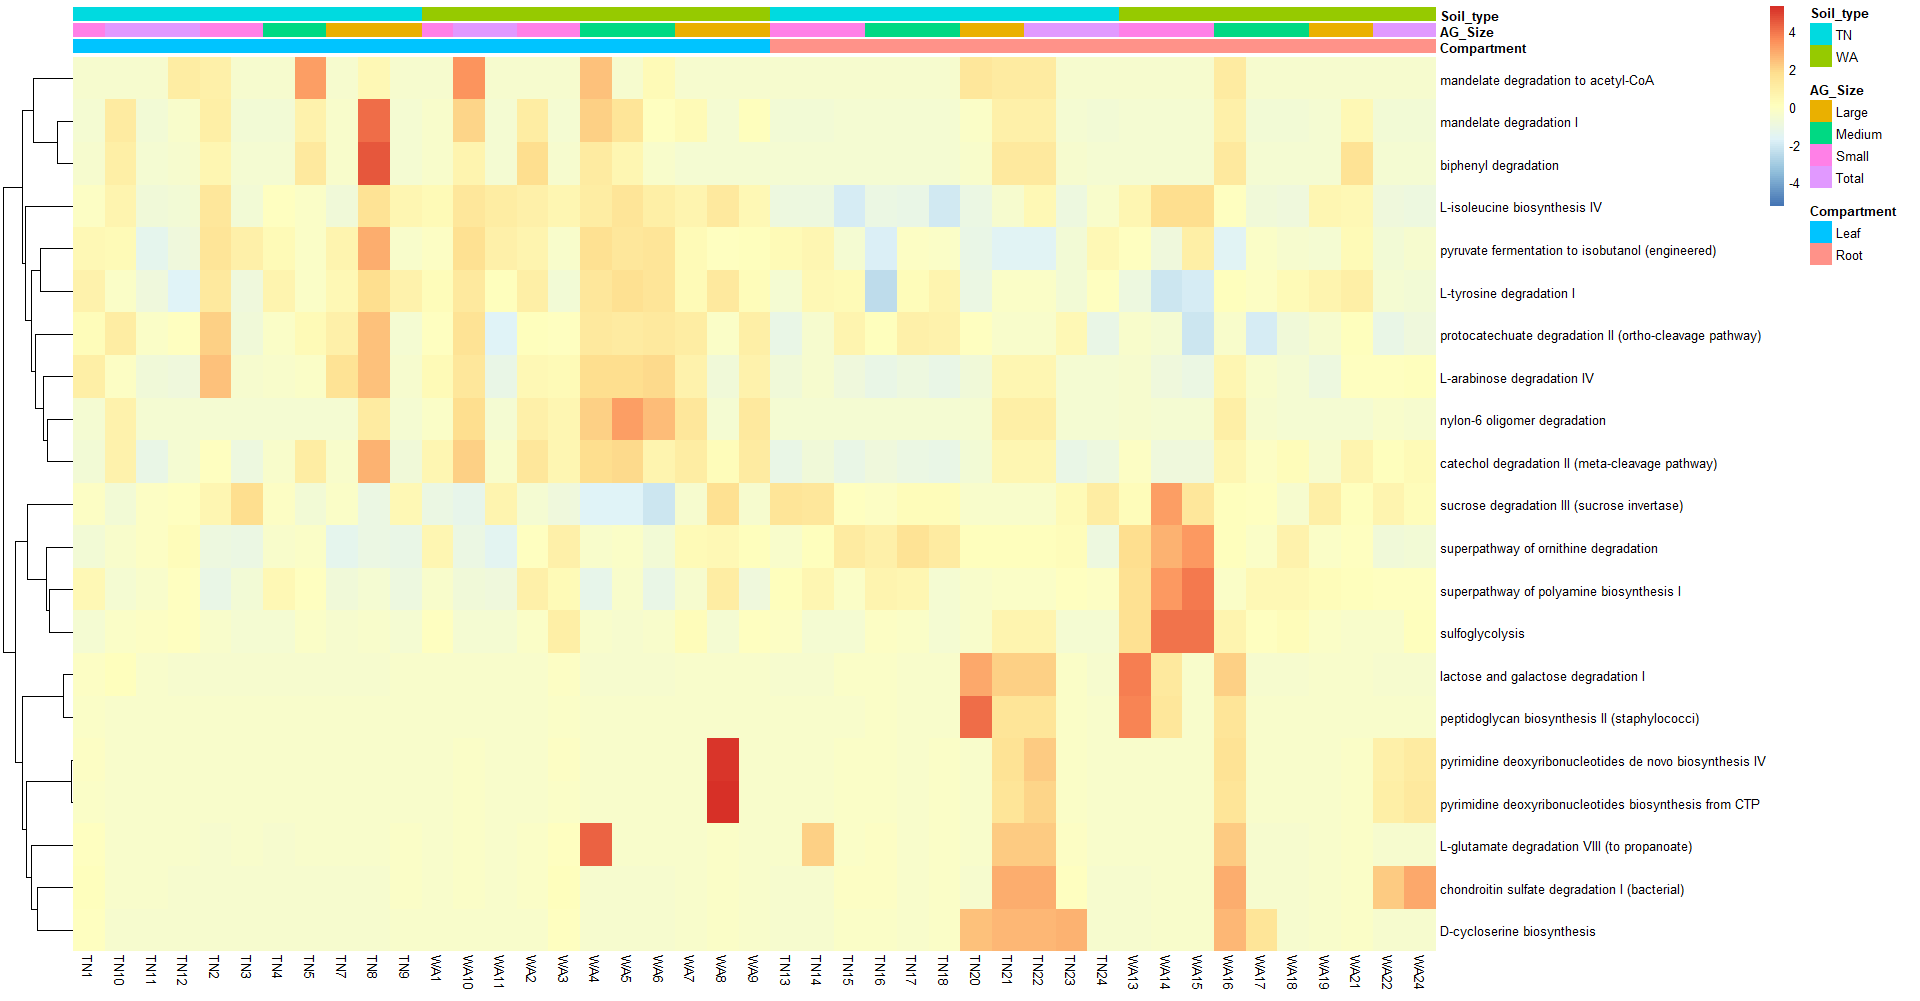 Soil_type
AG_Size
Compartment
4
2
0
-2
-4
Soil_type
TN
WA
AG_Size
Large
Medium
Small
Total
Compartment
Leaf
Root
mandelate degradation to acetyl-CoA
mandelate degradation I
biphenyl degradation
L-isoleucine biosynthesis IV
pyruvate fermentation to isobutanol (engineered)
L-tyrosine degradation I
protocatechuate degradation II (ortho-cleavage pathway)
L-arabinose degradation IV
nylon-6 oligomer degradation
catechol degradation II (meta-cleavage pathway)
sucrose degradation III (sucrose invertase)
superpathway of ornithine degradation
superpathway of polyamine biosynthesis I
sulfoglycolysis
lactose and galactose degradation I
peptidoglycan biosynthesis II (staphylococci)
pyrimidine deoxyribonucleotides de novo biosynthesis IV
pyrimidine deoxyribonucleotides biosynthesis from CTP
L-glutamate degradation VIII (to propanoate)
chondroitin sulfate degradation I (bacterial)
D-cycloserine biosynthesis
TN1
TN10
TN11
TN12
TN2
TN3
TN4
TN5
TN7
TN8
TN9
WA1
WA10
WA11
WA2
WA3
WA4
WA5
WA6
WA7
WA8
WA9
TN13
TN14
TN15
TN16
TN17
TN18
TN20
TN21
TN22
TN23
TN24
WA13
WA14
WA15
WA16
WA17
WA18
WA19
WA21
WA22
WA24